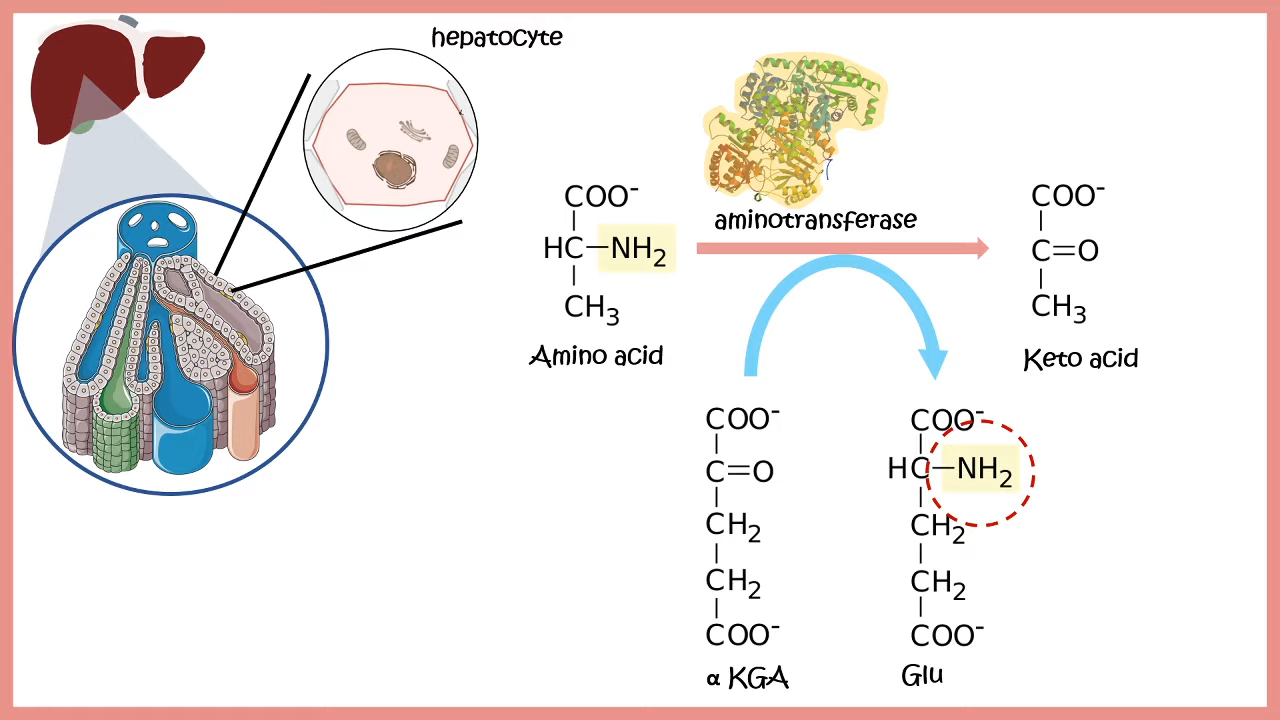 hepatocyte
aminotransferase
COO⁻
HC–NH₂
CH₃
Amino acid
COO⁻
C=O
CH₃
Keto acid
COO⁻
C=O
CH₂
CH₂
COO⁻
α KGA
COO⁻
HC–NH₂
CH₂
CH₂
COO⁻
Glu